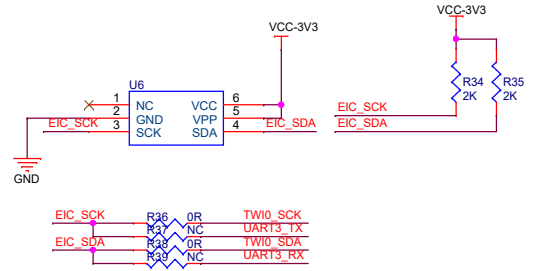 VCC-3V3
VCC-3V3
U6
1 NC VCC 6
2 GND VPP 5
EIC_SCK 3 SCK SDA 4 EIC_SDA
GND
R34
2K
R35
2K
EIC_SCK
EIC_SDA
EIC_SCK R36 0R TWI0_SCK
R37 NC UART3_TX
EIC_SDA R38 0R TWI0_SDA
R39 NC UART3_RX